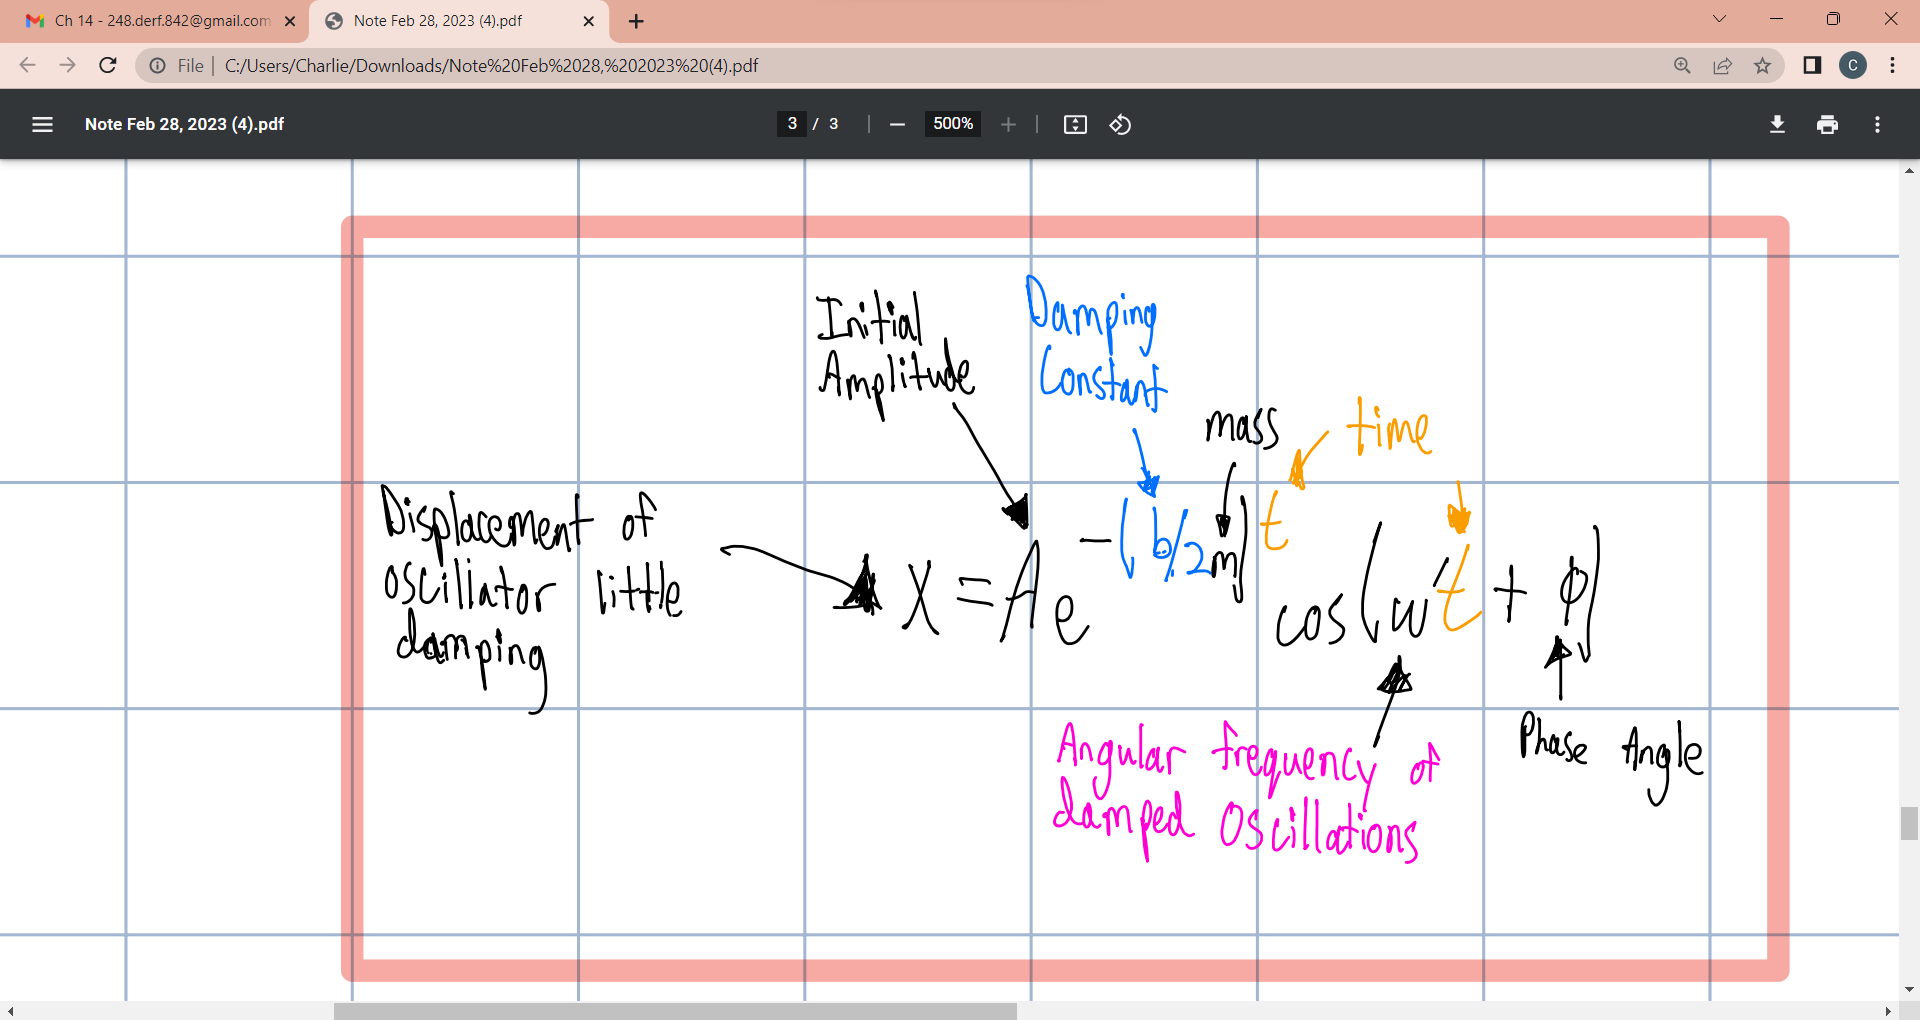 Ch 14 - 248.derf.842@gmail.com
Note Feb 28, 2023 (4).pdf
File | C:/Users/Charlie/Downloads/Note%20Feb%2028,%202023%20(4).pdf
C
Note Feb 28, 2023 (4).pdf
3 / 3
500%
Initial
Amplitude
Damping
Constant
mass
time
Displacement of
oscillator little
damping
X = A e^-(b/2m)t cos(ω't + φ)
Angular frequency of
damped Oscillations
Phase Angle